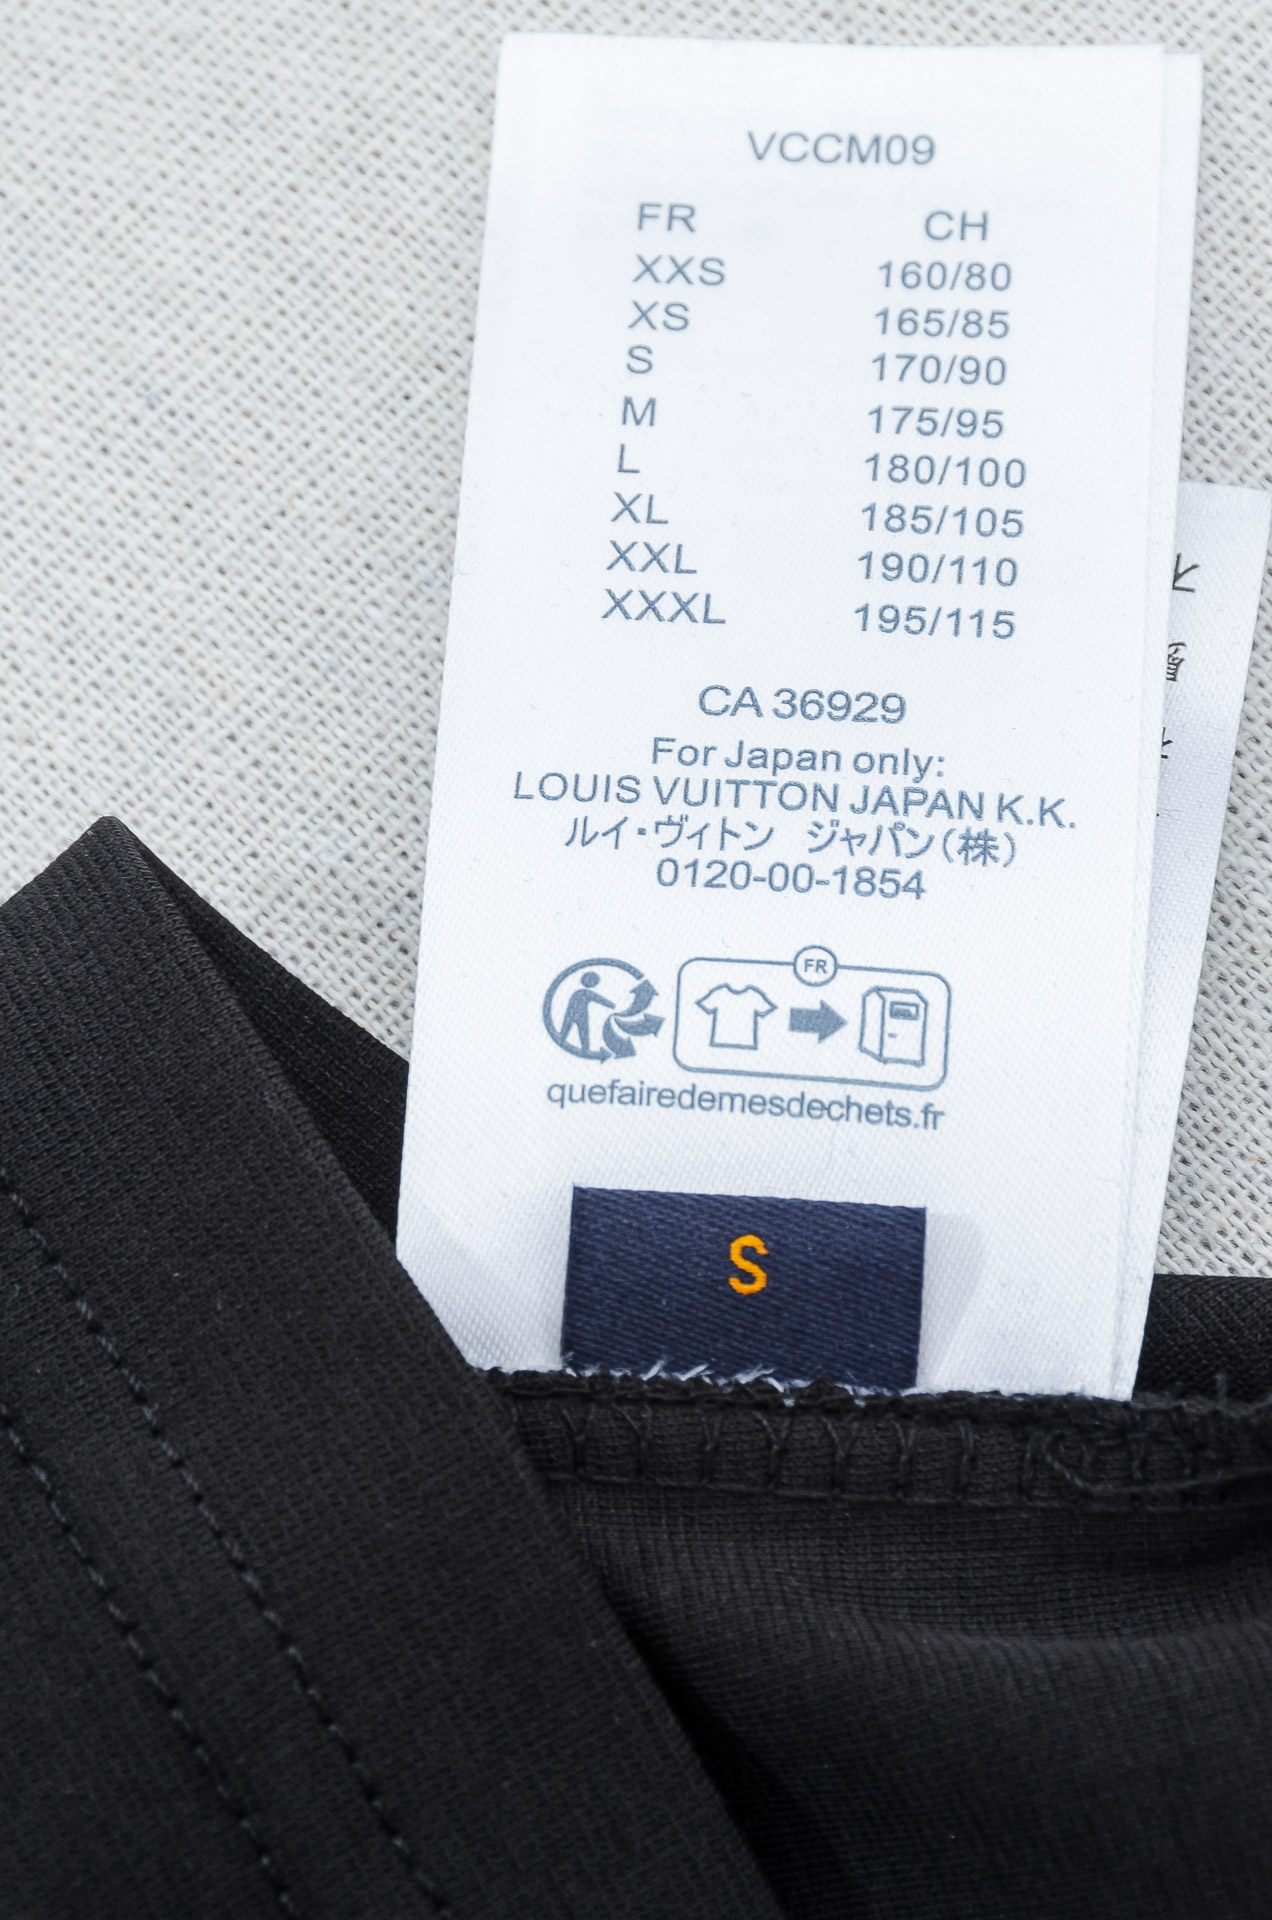 VCCM09
FR CH
XXS 160/80
XS 165/85
S 170/90
M 175/95
L 180/100
XL 185/105
XXL 190/110
XXXL 195/115
CA 36929
For Japan only:
LOUIS VUITTON JAPAN K.K.
ルイ・ヴィトン ジャパン(株)
0120-00-1854
FR
quefairedemesdechets.fr
S